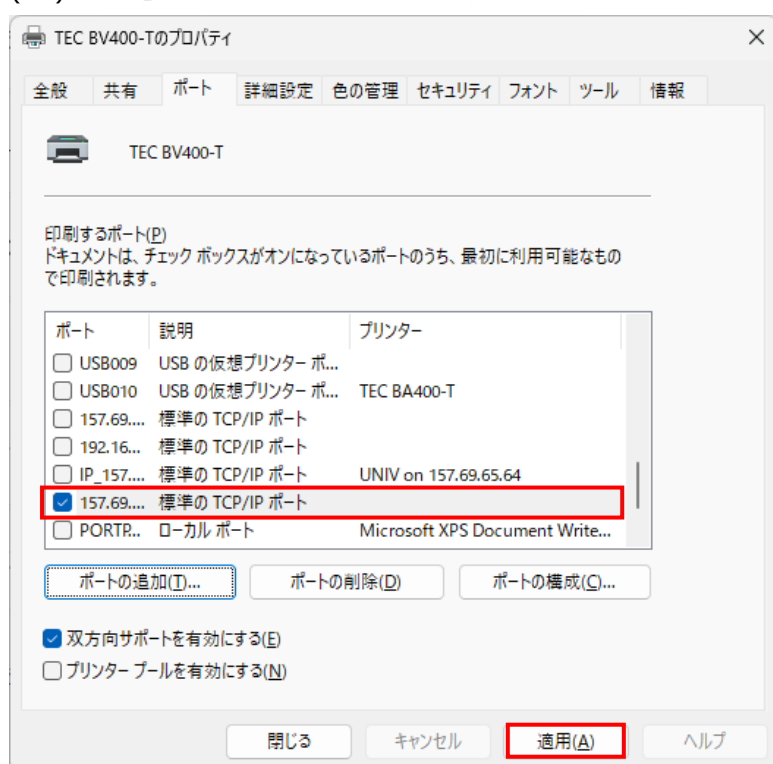 TEC BV400-Tのプロパティ
全般 共有 ポート 詳細設定 色の管理 セキュリティ フォント ツール 情報
TEC BV400-T
印刷するポート(P)
ドキュメントは、チェック ボックスがオンになっているポートのうち、最初に利用可能なもの
で印刷されます。
ポート 説明 プリンター
USB009 USB の仮想プリンター ポ...
USB010 USB の仮想プリンター ポ... TEC BA400-T
157.69.... 標準の TCP/IP ポート
192.16... 標準の TCP/IP ポート
IP_157.... 標準の TCP/IP ポート UNIV on 157.69.65.64
157.69.... 標準の TCP/IP ポート
PORTP... ローカル ポート Microsoft XPS Document Write...
ポートの追加(T)... ポートの削除(D) ポートの構成(C)...
双方向サポートを有効にする(E)
プリンター プールを有効にする(N)
閉じる キャンセル 適用(A) ヘルプ